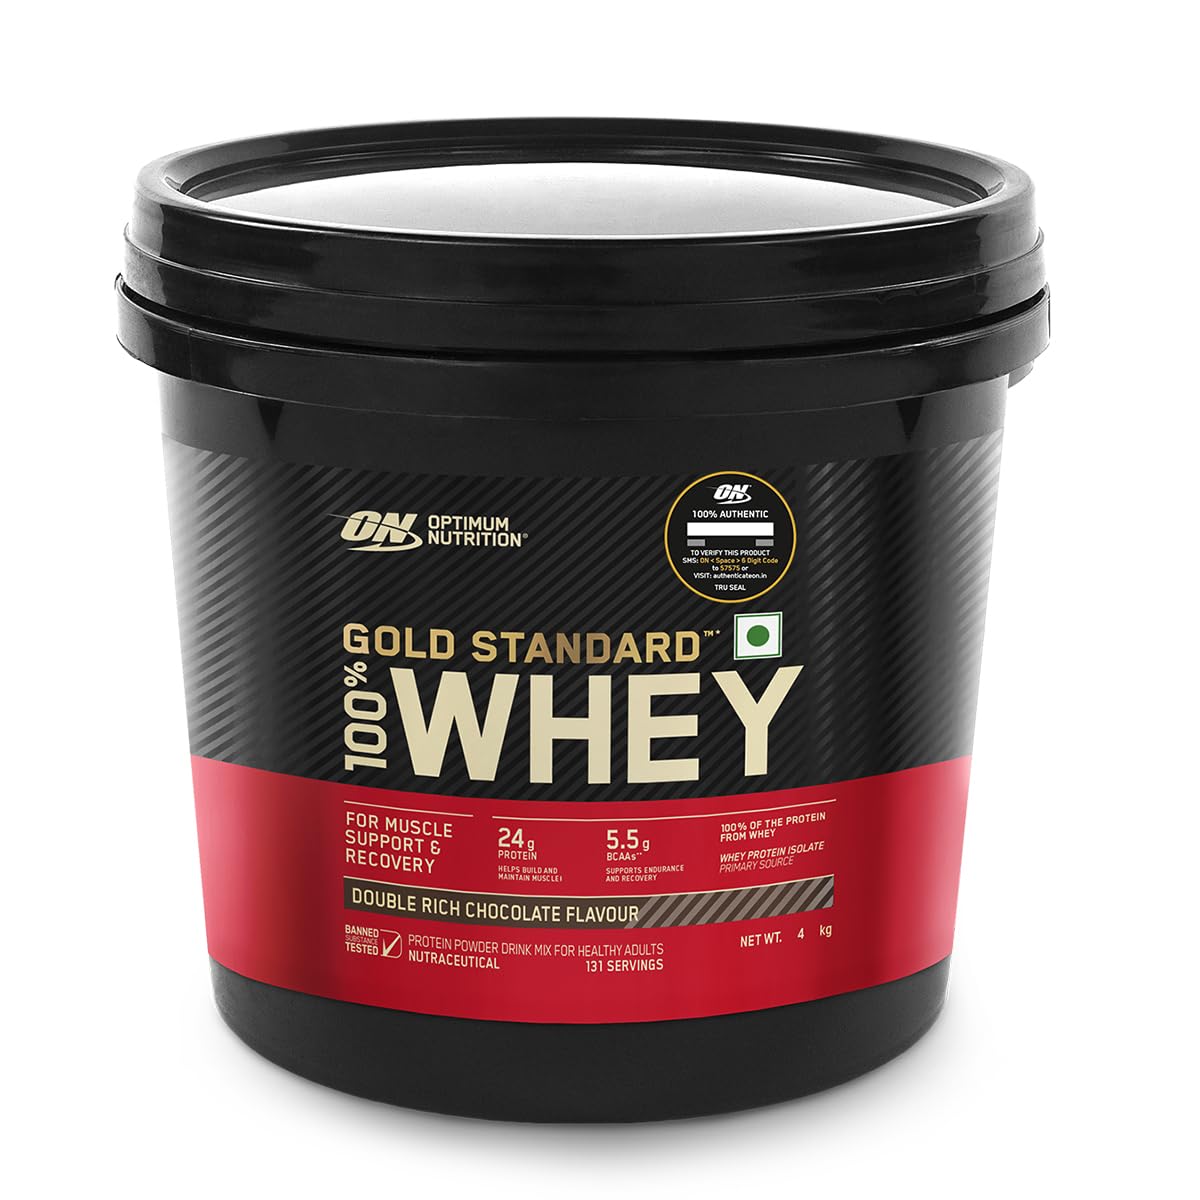 ON OPTIMUM
NUTRITION®
ON
100% AUTHENTIC
TO VERIFY THIS PRODUCT
SMS: ON < Space > 6 Digit Code
to 57575 or
VISIT: authenticateon.in
TRU SEAL
GOLD STANDARD™*
100% WHEY
FOR MUSCLE
SUPPORT &
RECOVERY
24g
PROTEIN
HELPS BUILD AND
MAINTAIN MUSCLE‡
5.5g
BCAAs**
SUPPORTS ENDURANCE
AND RECOVERY
100% OF THE PROTEIN
FROM WHEY
WHEY PROTEIN ISOLATE
PRIMARY SOURCE
DOUBLE RICH CHOCOLATE FLAVOUR
BANNED
SUBSTANCE
TESTED
PROTEIN POWDER DRINK MIX FOR HEALTHY ADULTS
NUTRACEUTICAL 131 SERVINGS
NET WT. 4 kg